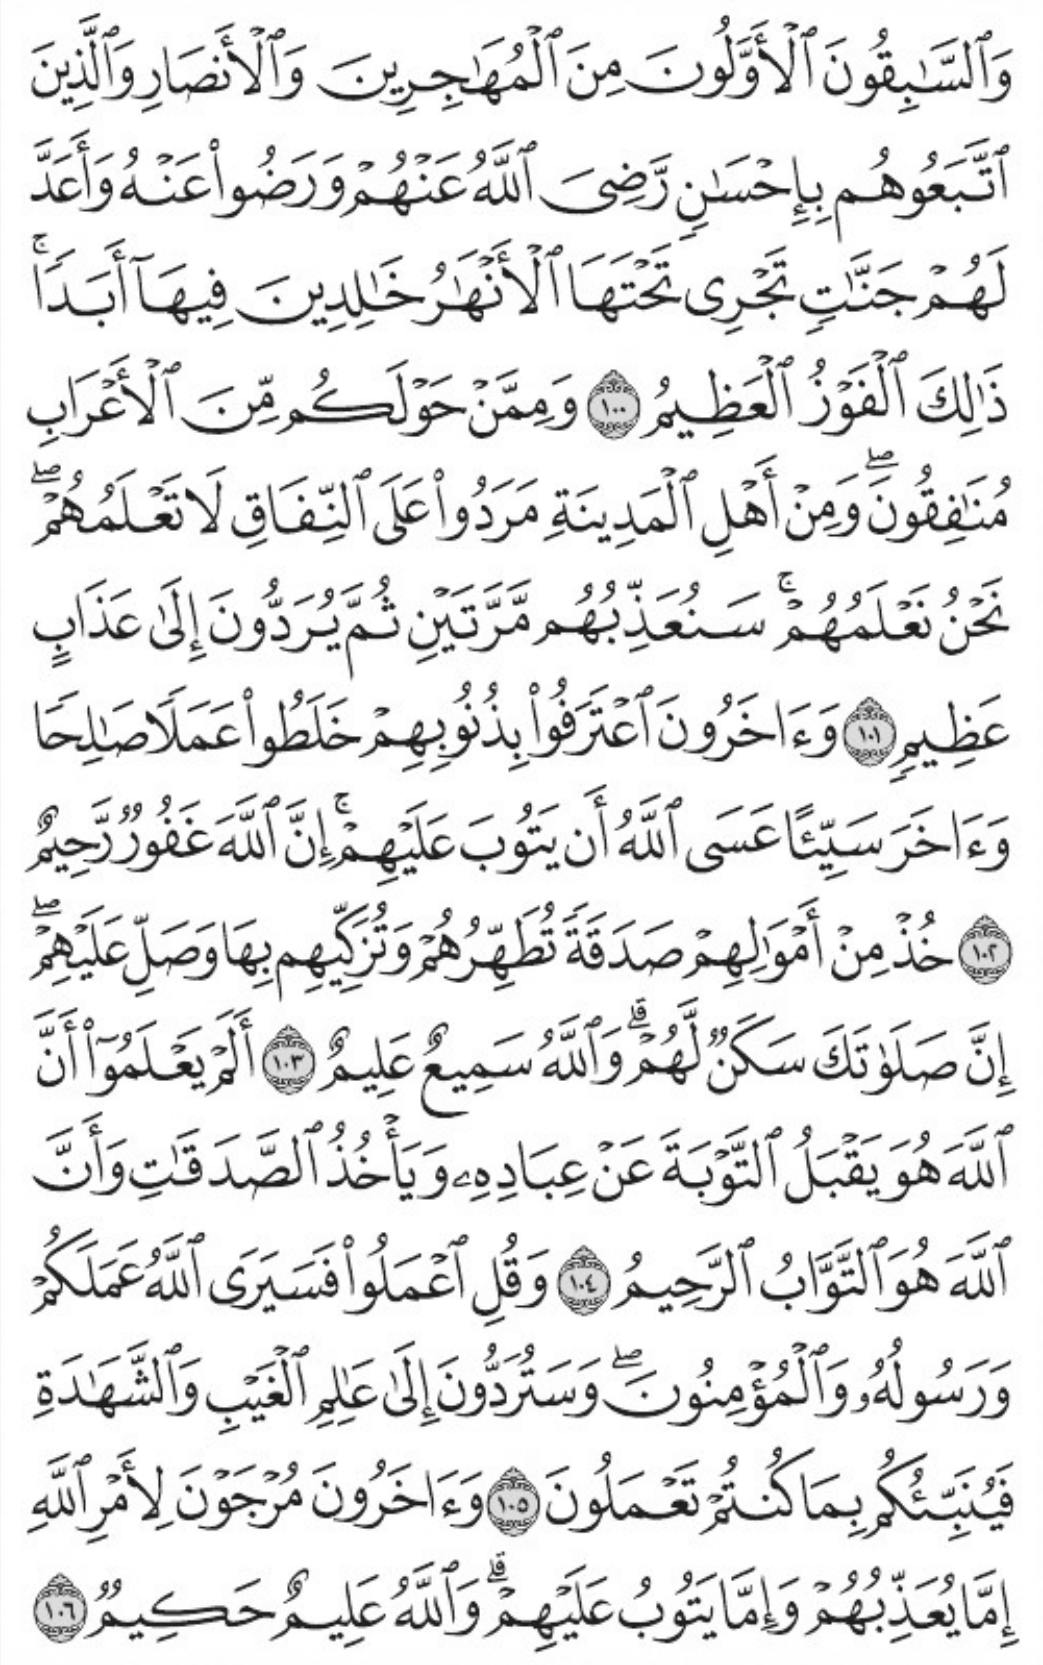 وَٱلسَّٰبِقُونَ ٱلْأَوَّلُونَ مِنَ ٱلْمُهَٰجِرِينَ وَٱلْأَنصَارِ وَٱلَّذِينَ
ٱتَّبَعُوهُم بِإِحْسَٰنٍ رَّضِىَ ٱللَّهُ عَنْهُمْ وَرَضُوا۟ عَنْهُ وَأَعَدَّ
لَهُمْ جَنَّٰتٍ تَجْرِى تَحْتَهَا ٱلْأَنْهَٰرُ خَٰلِدِينَ فِيهَآ أَبَدًا ۚ
ذَٰلِكَ ٱلْفَوْزُ ٱلْعَظِيمُ ١٠٠ وَمِمَّنْ حَوْلَكُم مِّنَ ٱلْأَعْرَابِ
مُنَٰفِقُونَ ۖ وَمِنْ أَهْلِ ٱلْمَدِينَةِ مَرَدُوا۟ عَلَى ٱلنِّفَاقِ لَا تَعْلَمُهُمْ ۖ
نَحْنُ نَعْلَمُهُمْ ۚ سَنُعَذِّبُهُم مَّرَّتَيْنِ ثُمَّ يُرَدُّونَ إِلَىٰ عَذَابٍ
عَظِيمٍ ١٠١ وَءَاخَرُونَ ٱعْتَرَفُوا۟ بِذُنُوبِهِمْ خَلَطُوا۟ عَمَلًا صَٰلِحًا
وَءَاخَرَ سَيِّئًا عَسَى ٱللَّهُ أَن يَتُوبَ عَلَيْهِمْ ۚ إِنَّ ٱللَّهَ غَفُورٌ رَّحِيمٌ
١٠٢ خُذْ مِنْ أَمْوَٰلِهِمْ صَدَقَةً تُطَهِّرُهُمْ وَتُزَكِّيهِم بِهَا وَصَلِّ عَلَيْهِمْ ۖ
إِنَّ صَلَوٰتَكَ سَكَنٌ لَّهُمْ ۗ وَٱللَّهُ سَمِيعٌ عَلِيمٌ ١٠٣ أَلَمْ يَعْلَمُوٓا۟ أَنَّ
ٱللَّهَ هُوَ يَقْبَلُ ٱلتَّوْبَةَ عَنْ عِبَادِهِۦ وَيَأْخُذُ ٱلصَّدَقَٰتِ وَأَنَّ
ٱللَّهَ هُوَ ٱلتَّوَّابُ ٱلرَّحِيمُ ١٠٤ وَقُلِ ٱعْمَلُوا۟ فَسَيَرَى ٱللَّهُ عَمَلَكُمْ
وَرَسُولُهُۥ وَٱلْمُؤْمِنُونَ ۖ وَسَتُرَدُّونَ إِلَىٰ عَٰلِمِ ٱلْغَيْبِ وَٱلشَّهَٰدَةِ
فَيُنَبِّئُكُم بِمَا كُنتُمْ تَعْمَلُونَ ١٠٥ وَءَاخَرُونَ مُرْجَوْنَ لِأَمْرِ ٱللَّهِ
إِمَّا يُعَذِّبُهُمْ وَإِمَّا يَتُوبُ عَلَيْهِمْ ۗ وَٱللَّهُ عَلِيمٌ حَكِيمٌ ١٠٦